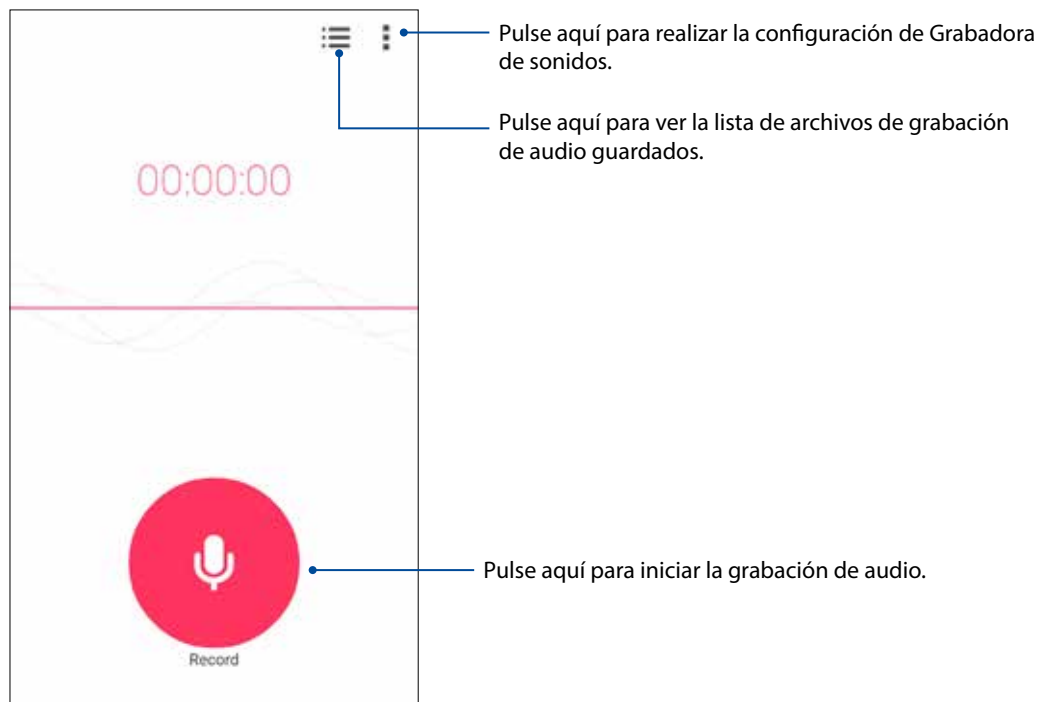 Pulse aquí para realizar la configuración de Grabadora
de sonidos.
Pulse aquí para ver la lista de archivos de grabación
de audio guardados.
00:00:00
Pulse aquí para iniciar la grabación de audio.
Record